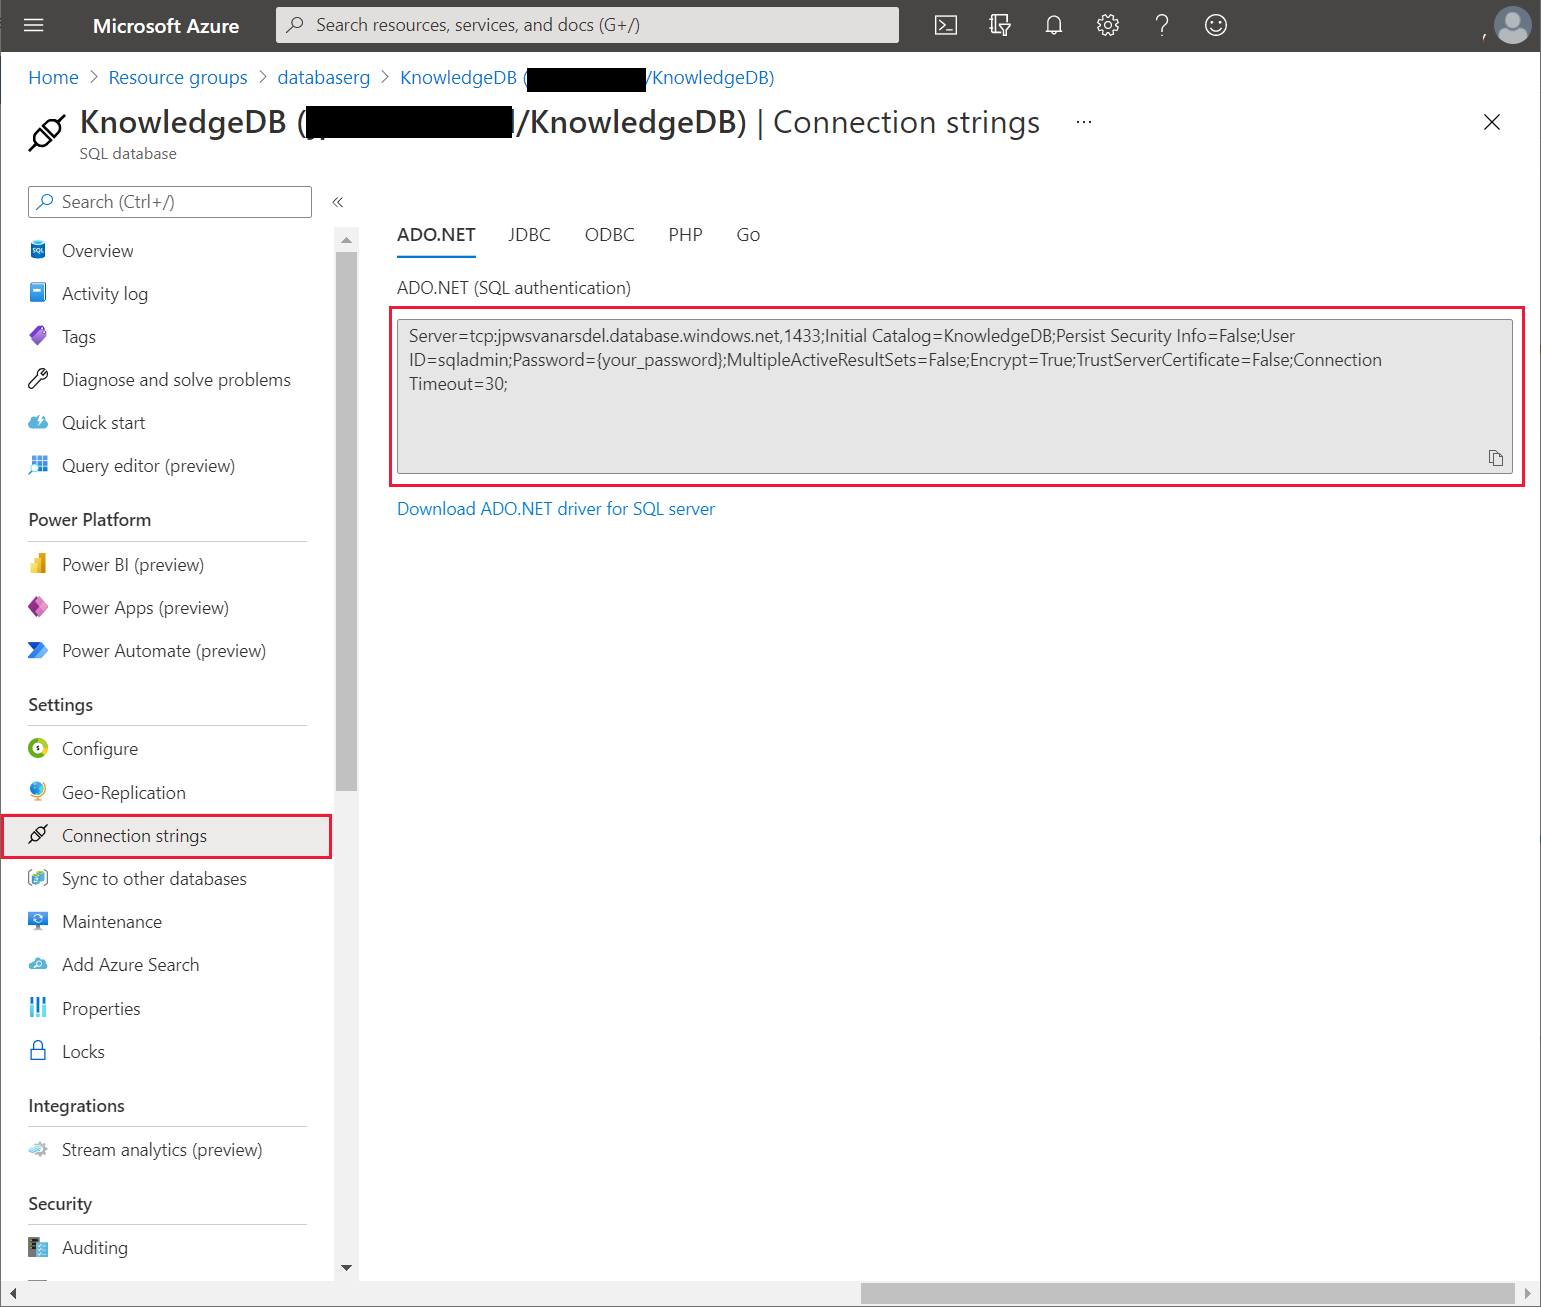 Microsoft Azure
Search resources, services, and docs (G+/)
Home > Resource groups > databaserg > KnowledgeDB ( /KnowledgeDB)
KnowledgeDB ( /KnowledgeDB) | Connection strings ...
SQL database
Search (Ctrl+/)
«
Overview
Activity log
Tags
Diagnose and solve problems
Quick start
Query editor (preview)
Power Platform
Power BI (preview)
Power Apps (preview)
Power Automate (preview)
Settings
Configure
Geo-Replication
Connection strings
Sync to other databases
Maintenance
Add Azure Search
Properties
Locks
Integrations
Stream analytics (preview)
Security
Auditing
ADO.NET JDBC ODBC PHP Go
ADO.NET (SQL authentication)
Server=tcp:jpwsvanarsdel.database.windows.net,1433;Initial Catalog=KnowledgeDB;Persist Security Info=False;User
ID=sqladmin;Password={your_password};MultipleActiveResultSets=False;Encrypt=True;TrustServerCertificate=False;Connection
Timeout=30;
Download ADO.NET driver for SQL server